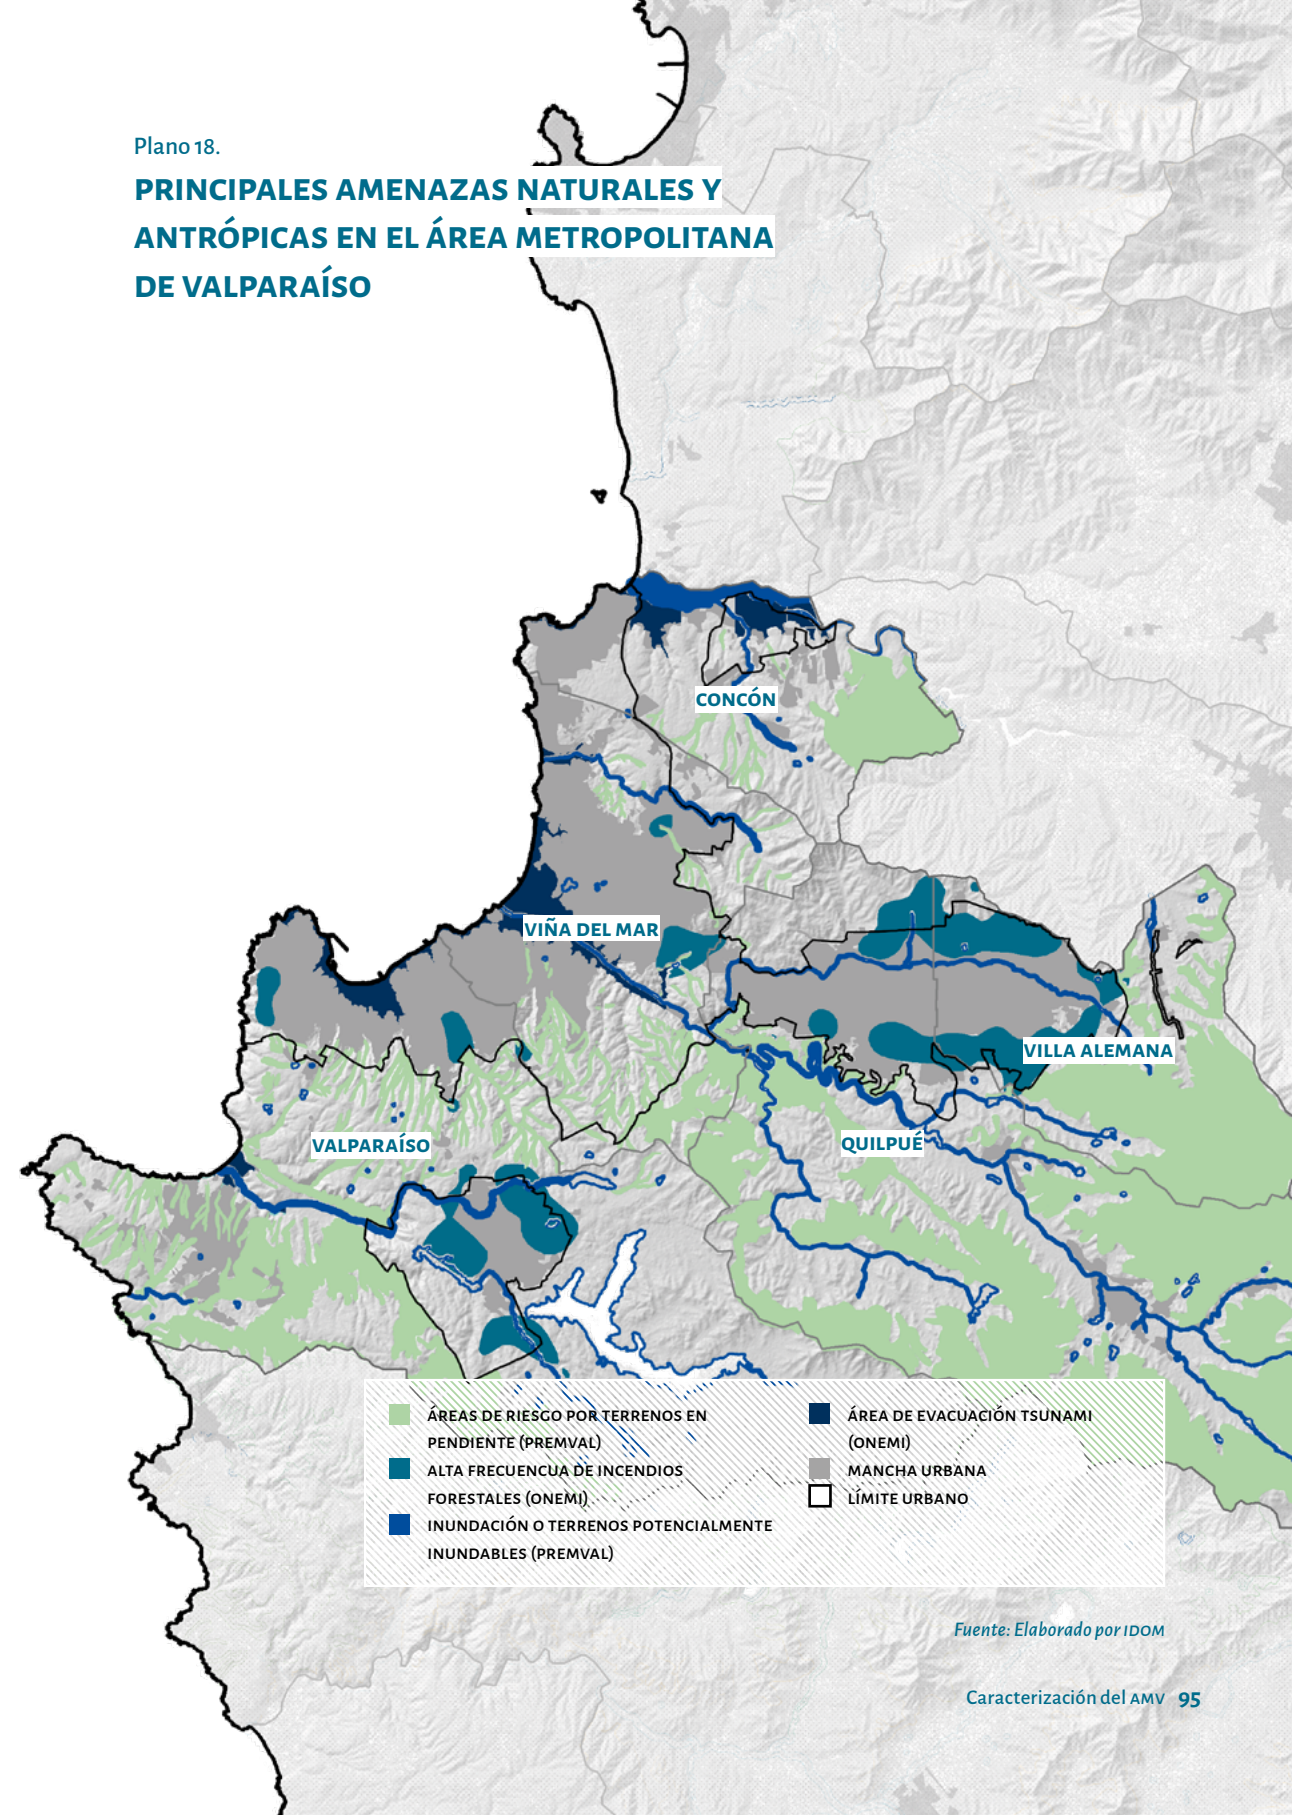 Plano 18.
PRINCIPALES AMENAZAS NATURALES Y
ANTRÓPICAS EN EL ÁREA METROPOLITANA
DE VALPARAÍSO
CONCÓN
VIÑA DEL MAR
VILLA ALEMANA
VALPARAÍSO
QUILPUÉ
ÁREAS DE RIESGO POR TERRENOS EN
PENDIENTE (PREMVAL)
ALTA FRECUENCUA DE INCENDIOS
FORESTALES (ONEMI)
INUNDACIÓN O TERRENOS POTENCIALMENTE
INUNDABLES (PREMVAL)
ÁREA DE EVACUACIÓN TSUNAMI
(ONEMI)
MANCHA URBANA
LÍMITE URBANO
Fuente: Elaborado por IDOM
Caracterización del AMV 95